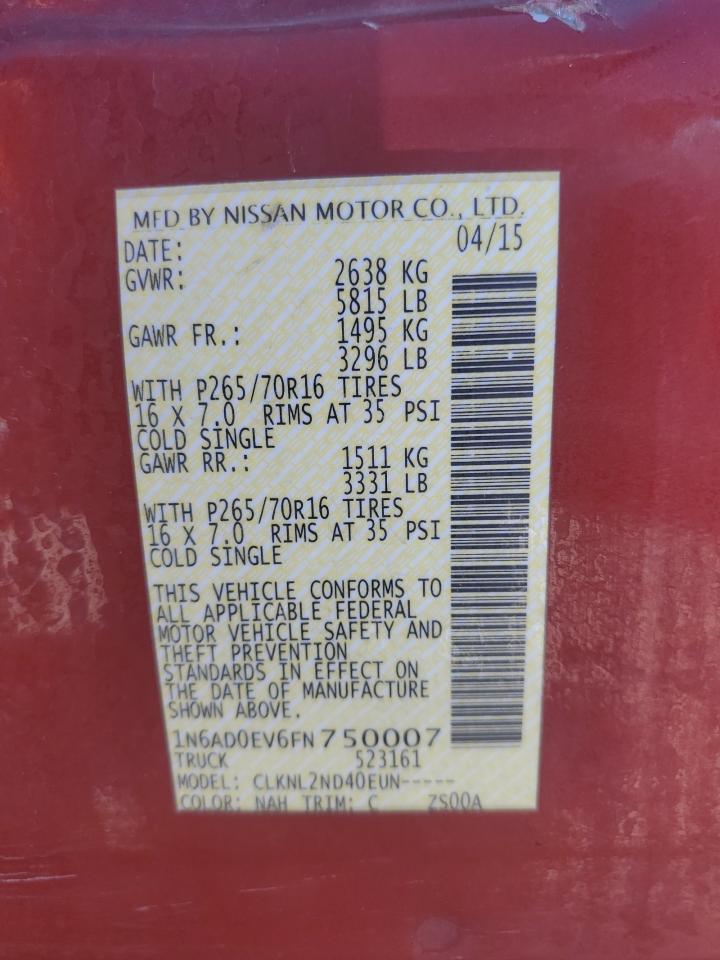 MFD BY NISSAN MOTOR CO., LTD.
DATE: 04/15
GVWR: 2638 KG
5815 LB
GAWR FR.: 1495 KG
3296 LB
WITH P265/70R16 TIRES
16 X 7.0 RIMS AT 35 PSI
COLD SINGLE
GAWR RR.: 1511 KG
3331 LB
WITH P265/70R16 TIRES
16 X 7.0 RIMS AT 35 PSI
COLD SINGLE
THIS VEHICLE CONFORMS TO
ALL APPLICABLE FEDERAL
MOTOR VEHICLE SAFETY AND
THEFT PREVENTION
STANDARDS IN EFFECT ON
THE DATE OF MANUFACTURE
SHOWN ABOVE.
1N6AD0EV6FN750007
TRUCK 523161
MODEL: CLKNL2ND40EUN-----
COLOR: NAH TRIM: C ZS00A